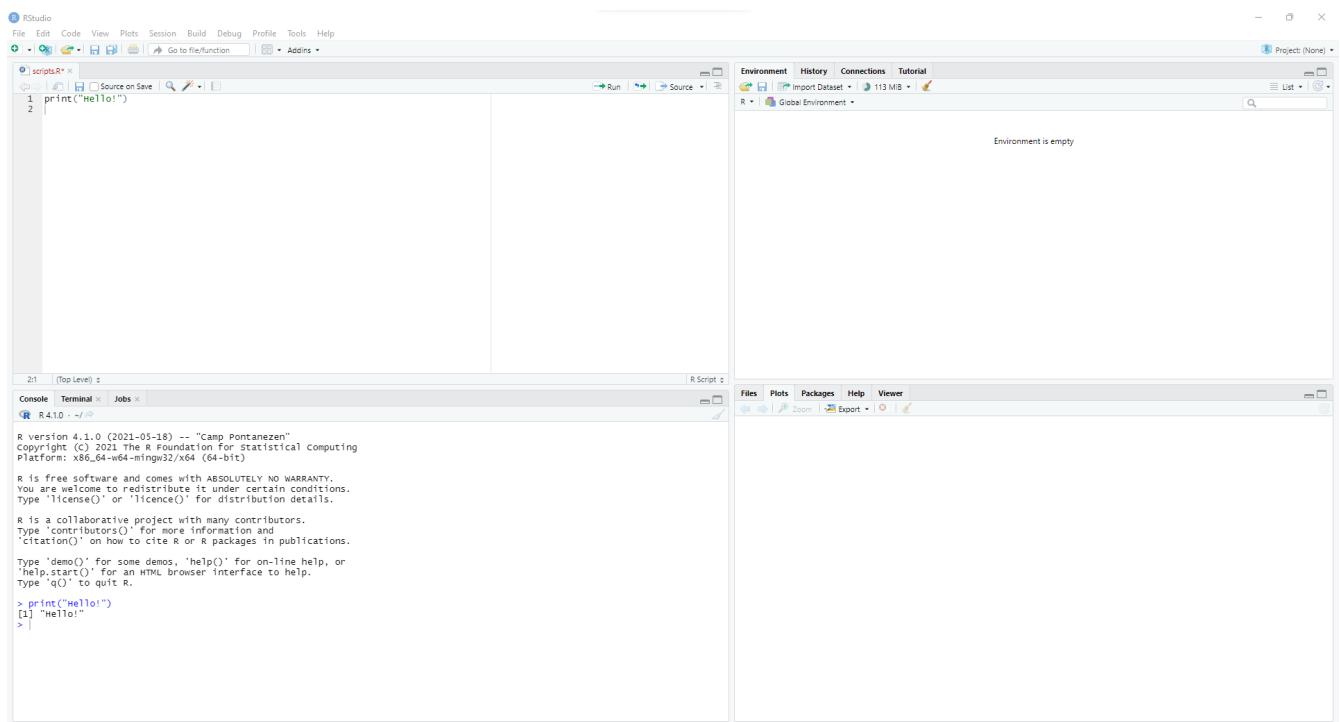 RStudio
File Edit Code View Plots Session Build Debug Profile Tools Help
Go to file/function Addins Project: (None)
scripts.R*
Source on Save Run Source
1 print("Hello!")
2
2:1 (Top Level) R Script
Console Terminal Jobs
R 4.1.0 · ~/
R version 4.1.0 (2021-05-18) -- "Camp Pontanezen"
Copyright (C) 2021 The R Foundation for Statistical Computing
Platform: x86_64-w64-mingw32/x64 (64-bit)
R is free software and comes with ABSOLUTELY NO WARRANTY.
You are welcome to redistribute it under certain conditions.
Type 'license()' or 'licence()' for distribution details.
R is a collaborative project with many contributors.
Type 'contributors()' for more information and
'citation()' on how to cite R or R packages in publications.
Type 'demo()' for some demos, 'help()' for on-line help, or
'help.start()' for an HTML browser interface to help.
Type 'q()' to quit R.
> print("Hello!")
[1] "Hello!"
>
Environment History Connections Tutorial
Import Dataset 113 MiB List
R Global Environment
Environment is empty
Files Plots Packages Help Viewer
Zoom Export